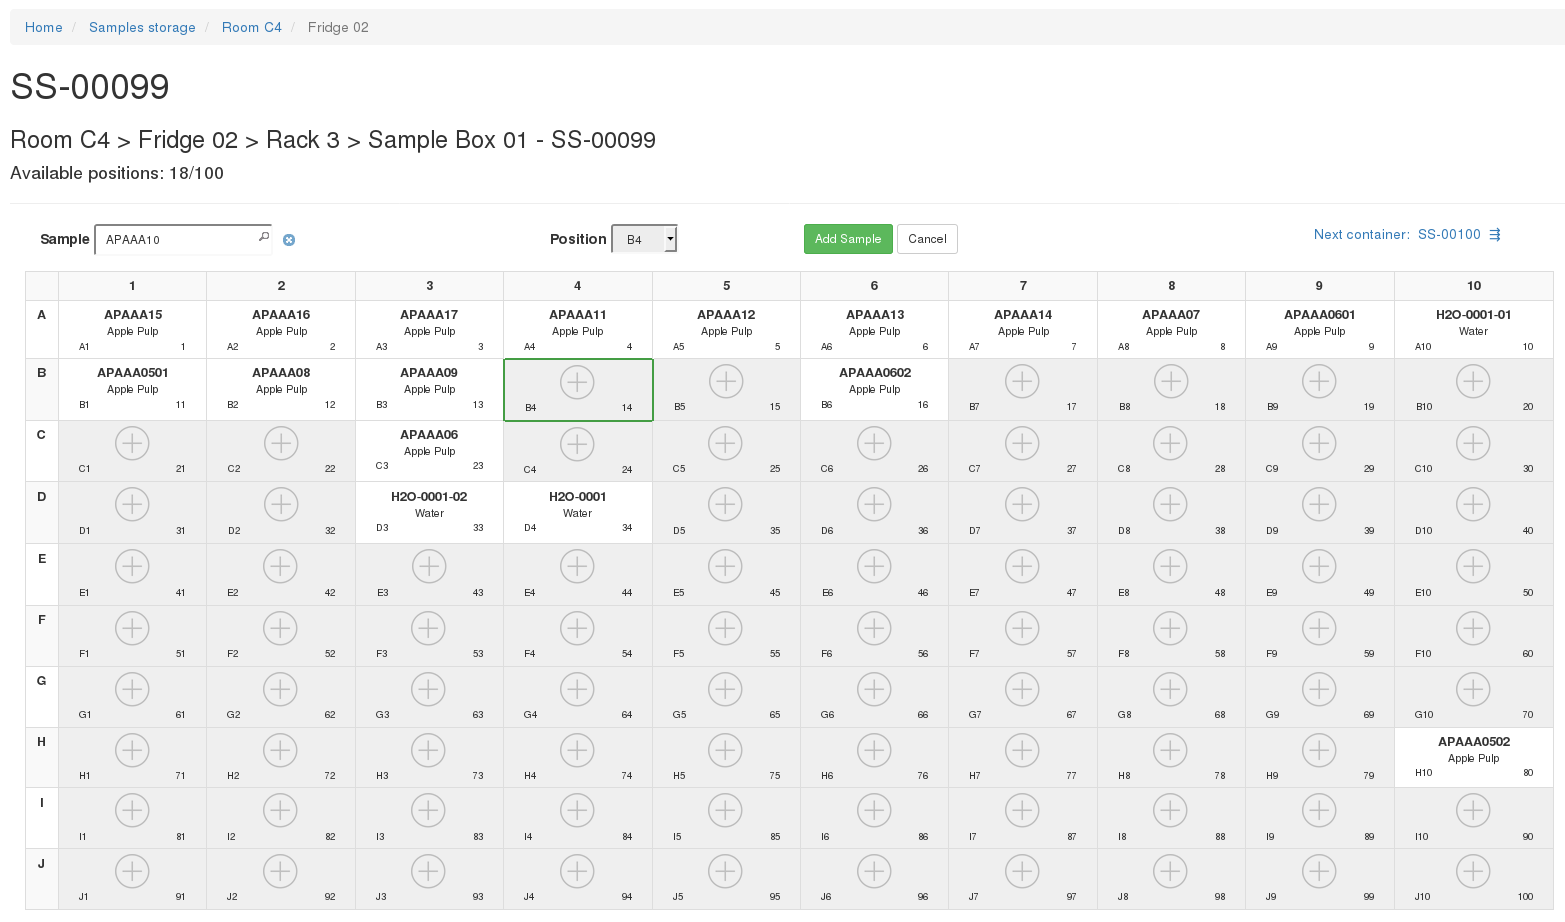 Home / Samples storage / Room C4 / Fridge 02
SS-00099
Room C4 > Fridge 02 > Rack 3 > Sample Box 01 - SS-00099
Available positions: 18/100
Sample APAAA10 Position B4 Add Sample Cancel Next container: SS-00100
1 2 3 4 5 6 7 8 9 10
A APAAA15 APAAA16 APAAA17 APAAA11 APAAA12 APAAA13 APAAA14 APAAA07 APAAA0601 H2O-0001-01
Apple Pulp Apple Pulp Apple Pulp Apple Pulp Apple Pulp Apple Pulp Apple Pulp Apple Pulp Apple Pulp Water
A1 1 A2 2 A3 3 A4 4 A5 5 A6 6 A7 7 A8 8 A9 9 A10 10
B APAAA0501 APAAA08 APAAA09 APAAA0602
Apple Pulp Apple Pulp Apple Pulp Apple Pulp
B1 11 B2 12 B3 13 B4 14 B5 15 B6 16 B7 17 B8 18 B9 19 B10 20
C APAAA06
Apple Pulp
C1 21 C2 22 C3 23 C4 24 C5 25 C6 26 C7 27 C8 28 C9 29 C10 30
D H2O-0001-02 H2O-0001
Water Water
D1 31 D2 32 D3 33 D4 34 D5 35 D6 36 D7 37 D8 38 D9 39 D10 40
E
E1 41 E2 42 E3 43 E4 44 E5 45 E6 46 E7 47 E8 48 E9 49 E10 50
F
F1 51 F2 52 F3 53 F4 54 F5 55 F6 56 F7 57 F8 58 F9 59 F10 60
G
G1 61 G2 62 G3 63 G4 64 G5 65 G6 66 G7 67 G8 68 G9 69 G10 70
H APAAA0502
Apple Pulp
H1 71 H2 72 H3 73 H4 74 H5 75 H6 76 H7 77 H8 78 H9 79 H10 80
I
I1 81 I2 82 I3 83 I4 84 I5 85 I6 86 I7 87 I8 88 I9 89 I10 90
J
J1 91 J2 92 J3 93 J4 94 J5 95 J6 96 J7 97 J8 98 J9 99 J10 100